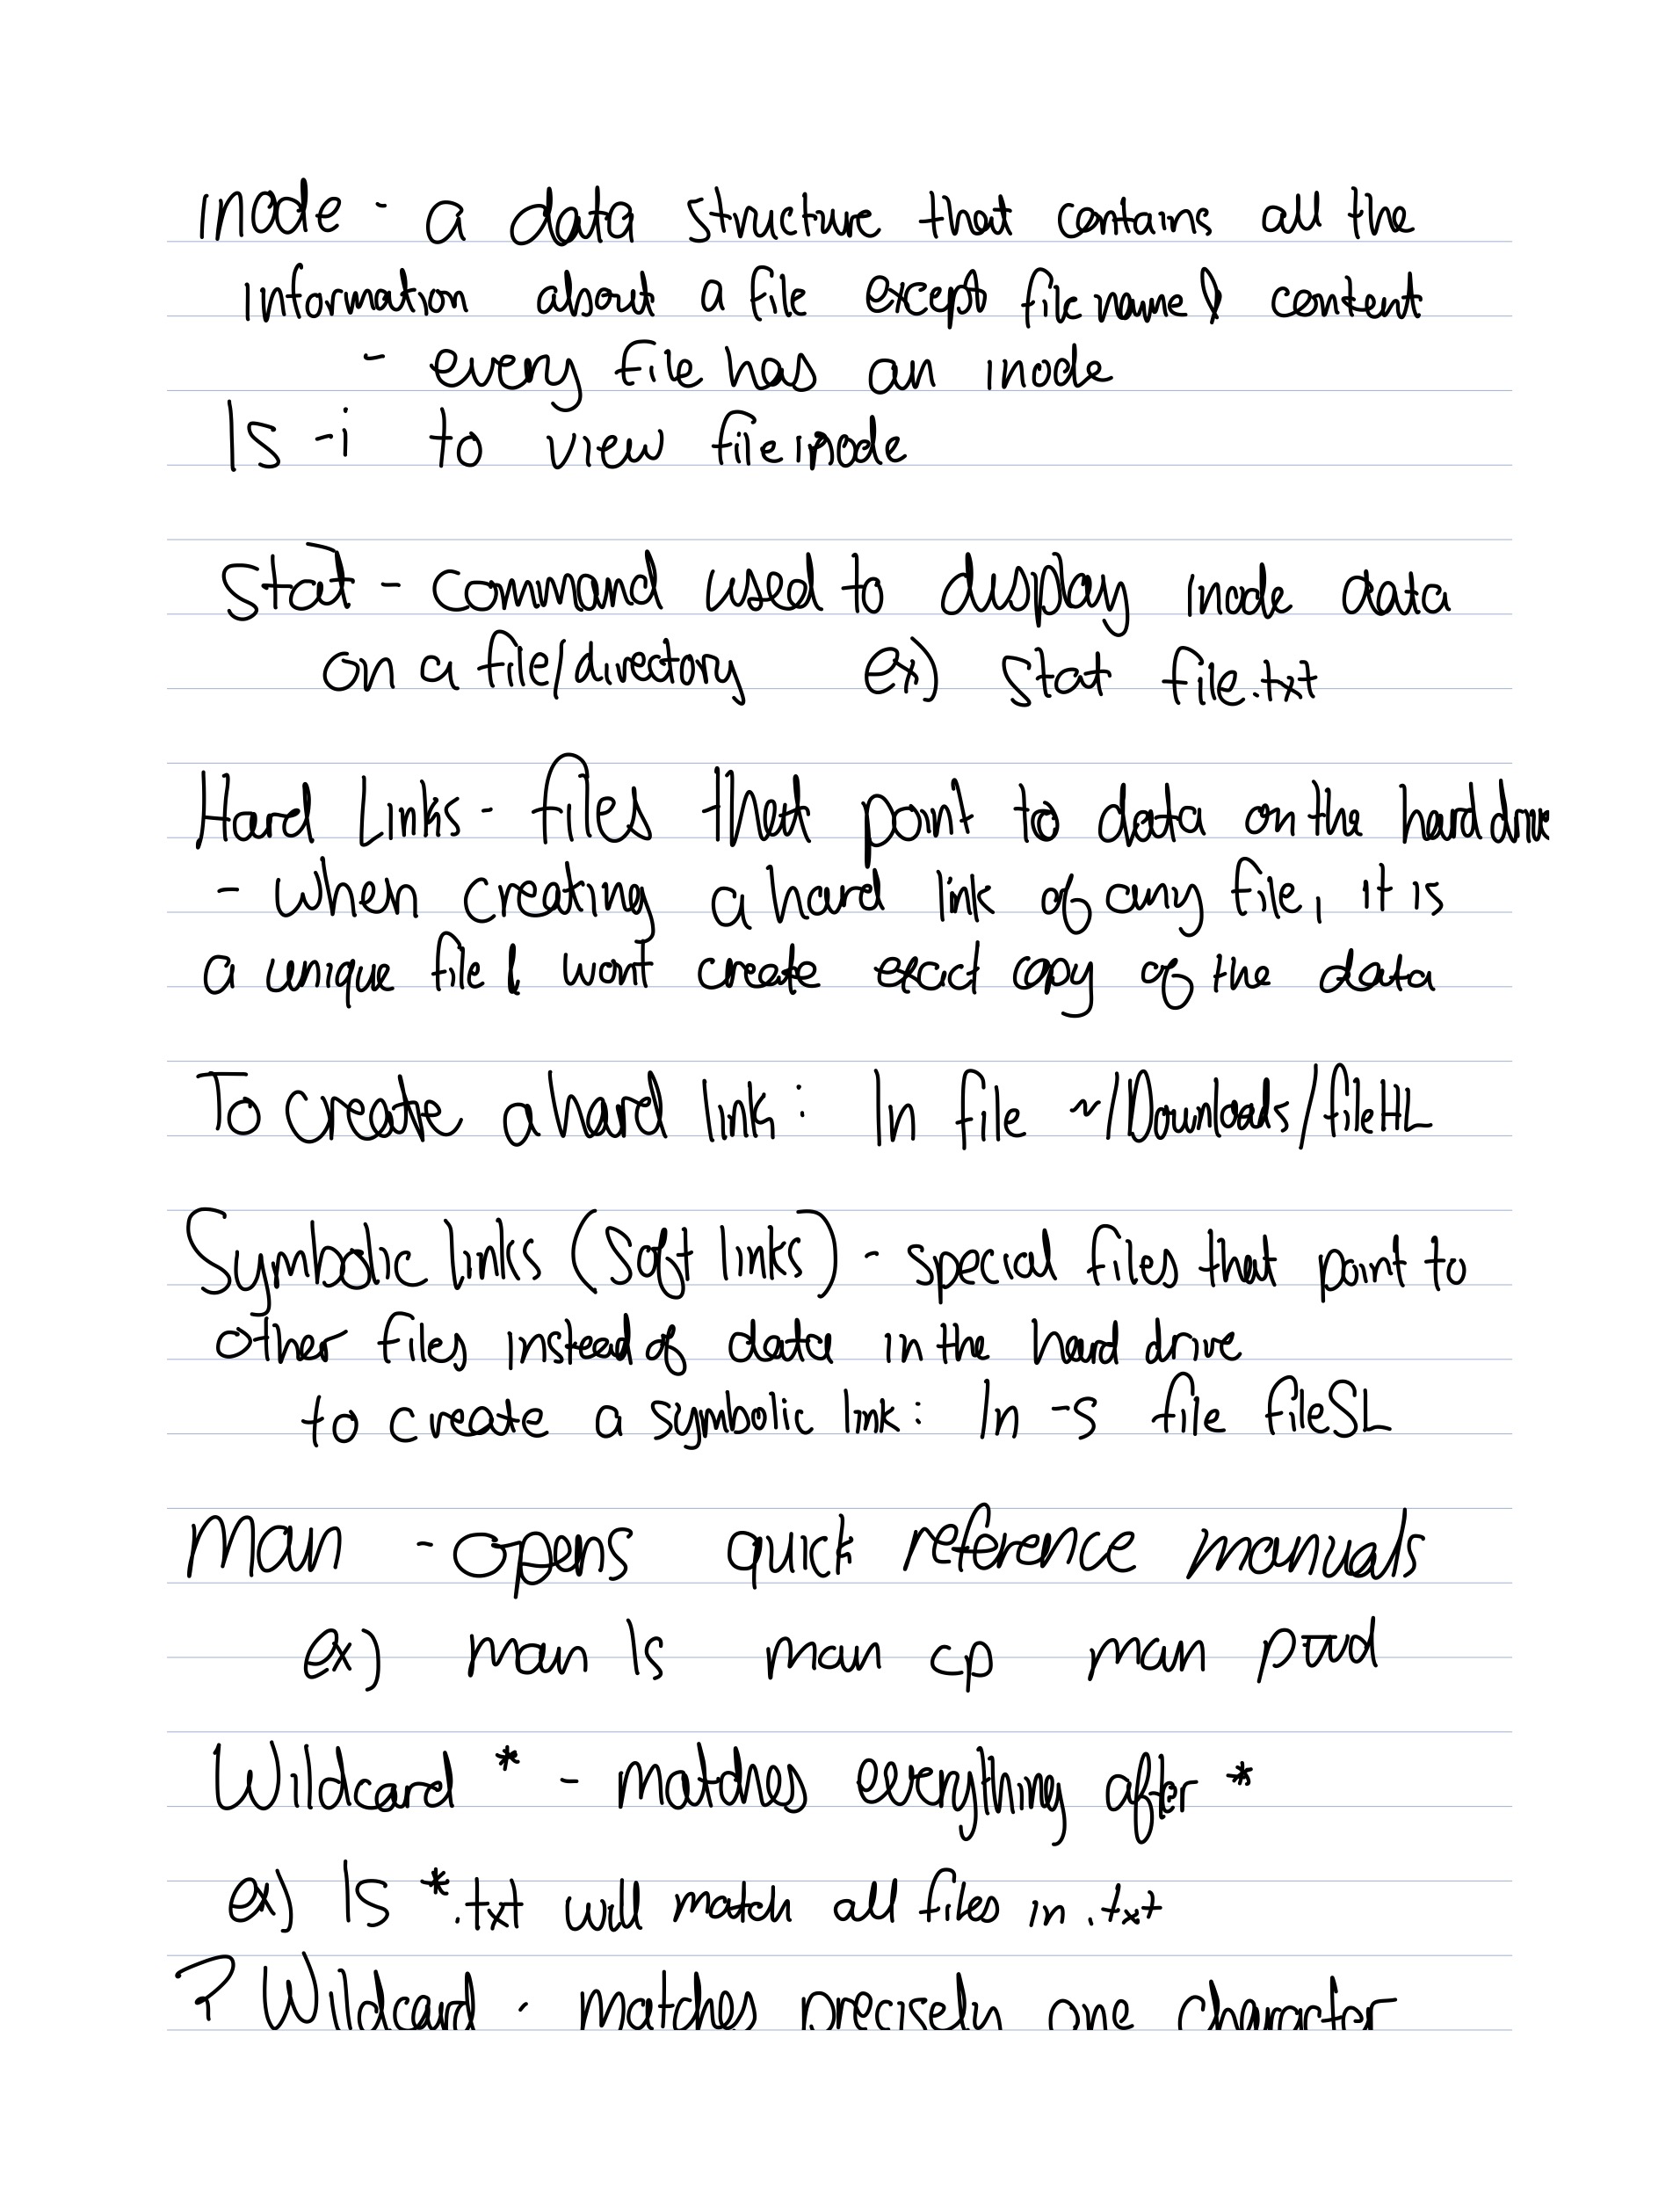 inode - a data structure that contains all the
information about a file except file name & content
- every file has an inode
ls -i to view file inode
stat - command used to display inode data
on a file/directory ex) stat file.txt
Hard Links - files that point to data on the hard drive
- when creating a hard link of any file, it is
a unique file & wont create exact copy of the data
To create a hard link: ln file ~/Downloads/fileHL
Symbolic links (Soft links) - special files that point to
other files instead of data in the hard drive
to create a symbolic link: ln -s file fileSL
Man - opens quick reference manuals
ex) man ls man cp man pwd
Wildcard * - matches everything after *
ex) ls *.txt will match all files in .txt
? Wildcard - matches precisely one character